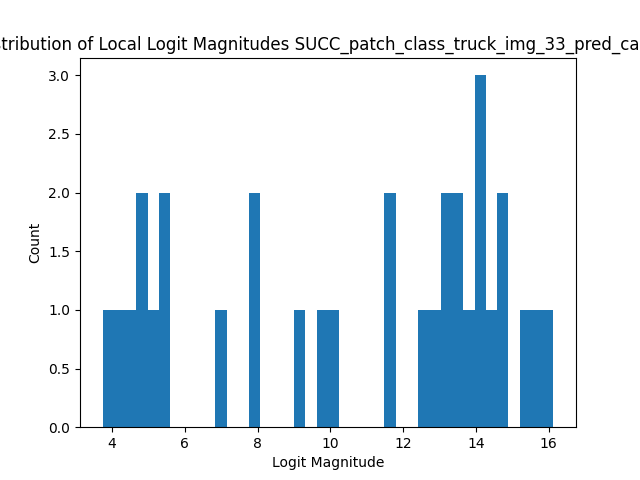 stribution of Local Logit Magnitudes SUCC_patch_class_truck_img_33_pred_ca
3.0
2.5
2.0
1.5
1.0
0.5
0.0
Count
4 6 8 10 12 14 16
Logit Magnitude